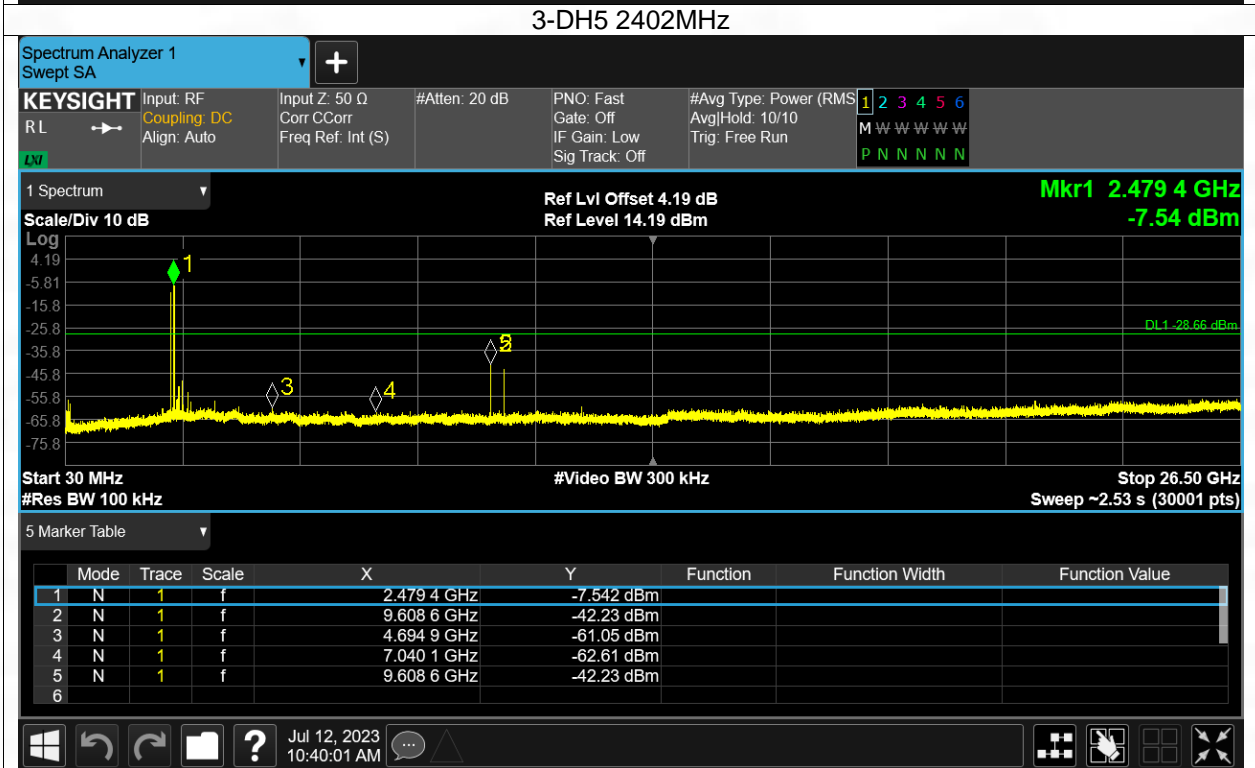 3-DH5 2402MHz
Spectrum Analyzer 1
Swept SA
KEYSIGHT
RL
LXI
Input: RF
Coupling: DC
Align: Auto
Input Z: 50 Ω
Corr CCorr
Freq Ref: Int (S)
#Atten: 20 dB
PNO: Fast
Gate: Off
IF Gain: Low
Sig Track: Off
#Avg Type: Power (RMS
Avg|Hold: 10/10
Trig: Free Run
1 2 3 4 5 6
M W W W W W
P N N N N N
1 Spectrum
Scale/Div 10 dB
Ref Lvl Offset 4.19 dB
Ref Level 14.19 dBm
Mkr1 2.479 4 GHz
-7.54 dBm
Log
4.19
-5.81
-15.8
-25.8
-35.8
-45.8
-55.8
-65.8
-75.8
1
3
4
DL1 -28.66 dBm
Start 30 MHz
#Res BW 100 kHz
#Video BW 300 kHz
Stop 26.50 GHz
Sweep ~2.53 s (30001 pts)
5 Marker Table
Mode Trace Scale X Y Function Function Width Function Value
1 N 1 f 2.479 4 GHz -7.542 dBm
2 N 1 f 9.608 6 GHz -42.23 dBm
3 N 1 f 4.694 9 GHz -61.05 dBm
4 N 1 f 7.040 1 GHz -62.61 dBm
5 N 1 f 9.608 6 GHz -42.23 dBm
6
?
Jul 12, 2023
10:40:01 AM